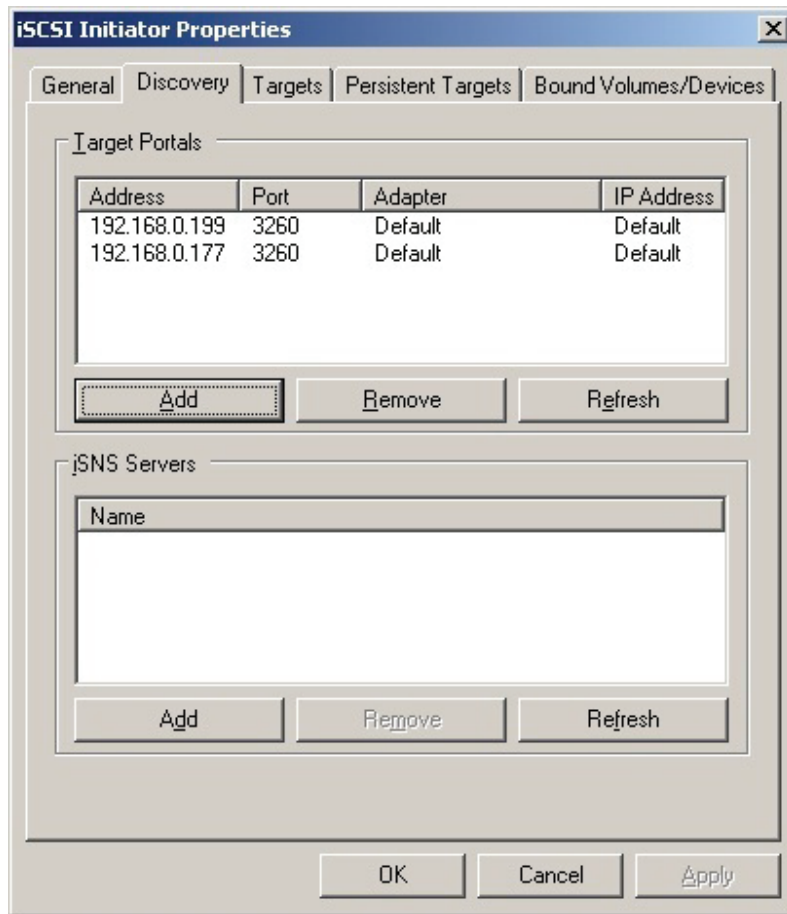 iSCSI Initiator Properties
General Discovery Targets Persistent Targets Bound Volumes/Devices
Target Portals
Address Port Adapter IP Address
192.168.0.199 3260 Default Default
192.168.0.177 3260 Default Default
Add Remove Refresh
iSNS Servers
Name
Add Remove Refresh
OK Cancel Apply